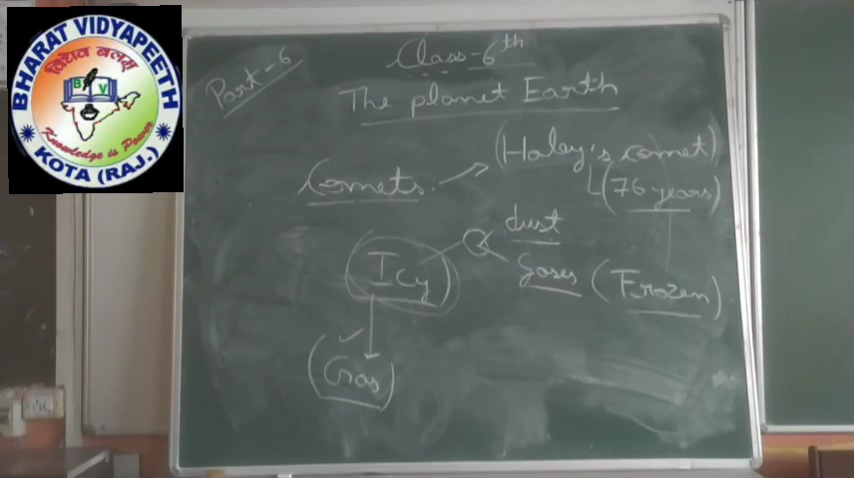 BHARAT VIDYAPEETH
विद्यैव बलम्
B V
Knowledge is Power
KOTA (RAJ.)
Part-6
Class-6th
The planet Earth
Comets. → (Haley's comet)
(76 years)
Icy
dust
Gases (Frozen)
(Gas)